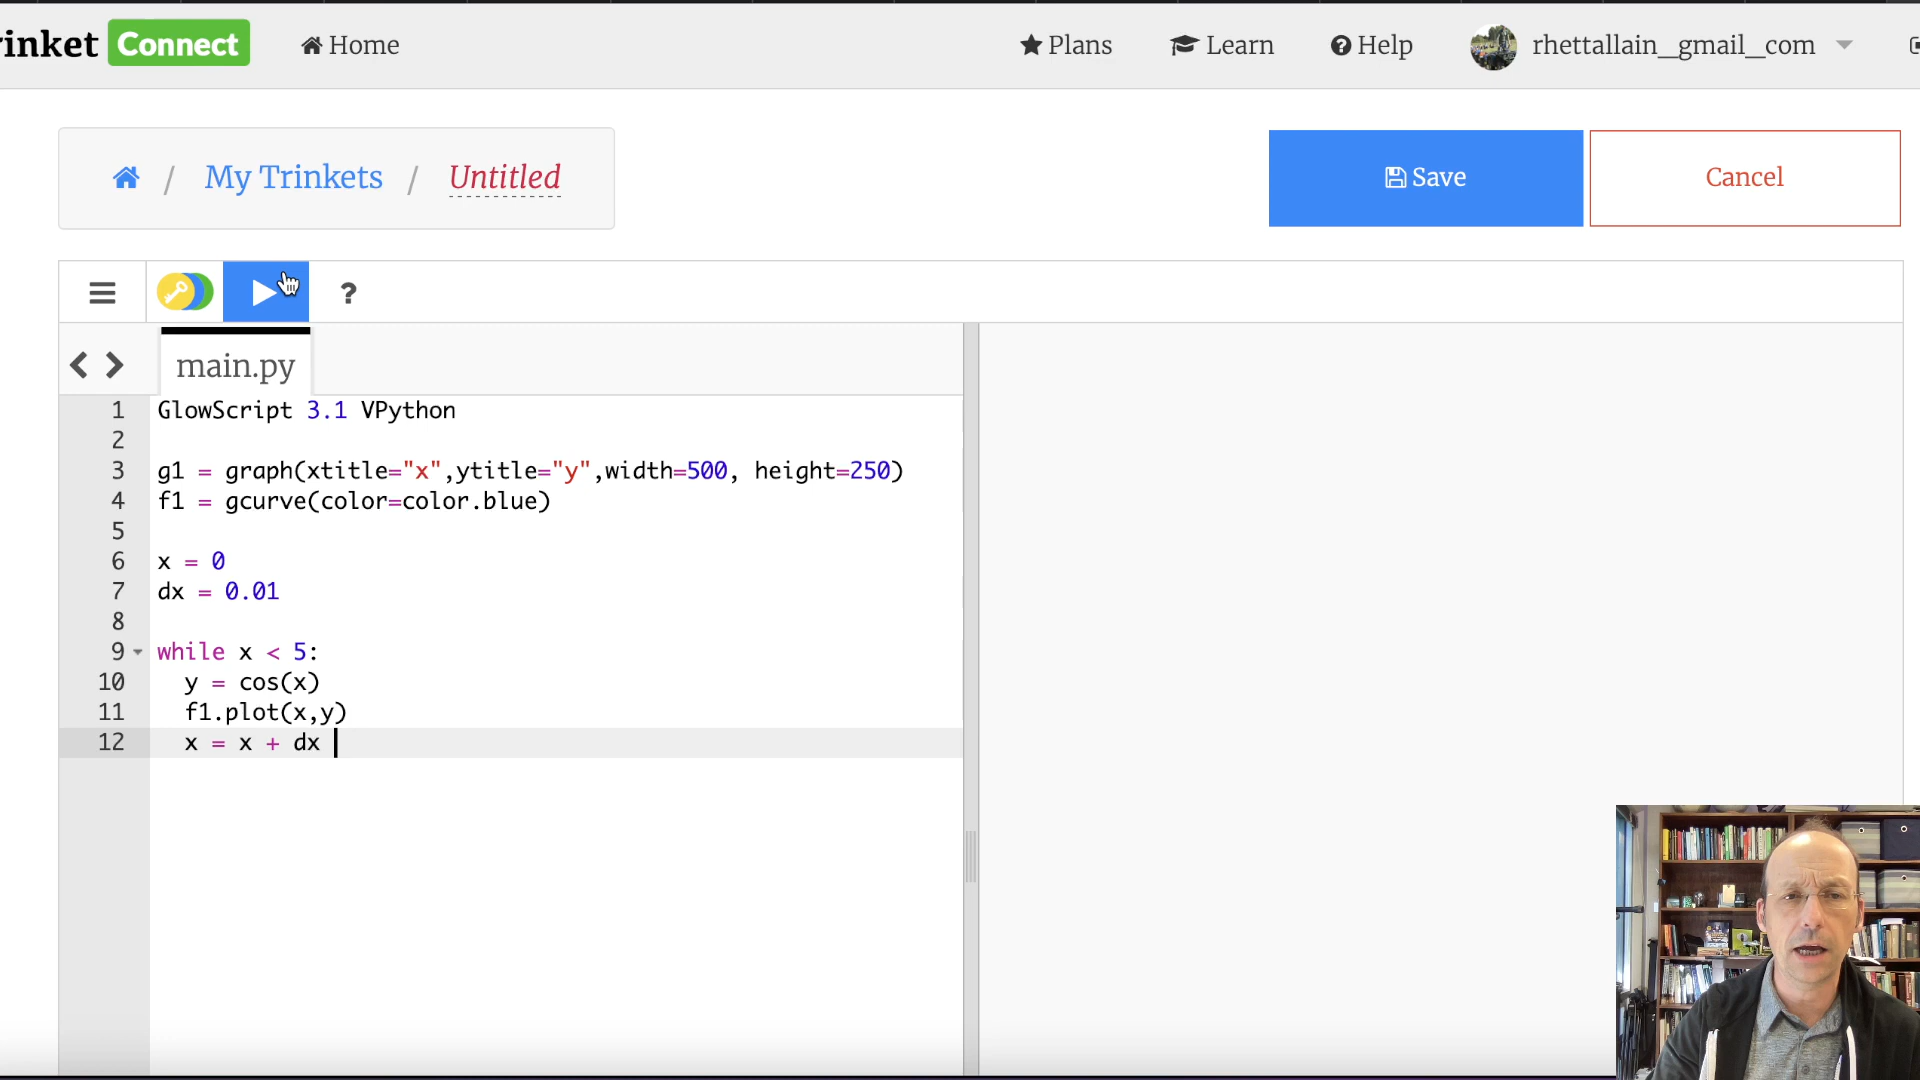 rinket Connect Home Plans Learn Help rhettallain_gmail_com
/ My Trinkets / Untitled
Save Cancel
?
main.py
1 GlowScript 3.1 VPython
2
3 g1 = graph(xtitle="x",ytitle="y",width=500, height=250)
4 f1 = gcurve(color=color.blue)
5
6 x = 0
7 dx = 0.01
8
9 while x < 5:
10 y = cos(x)
11 f1.plot(x,y)
12 x = x + dx